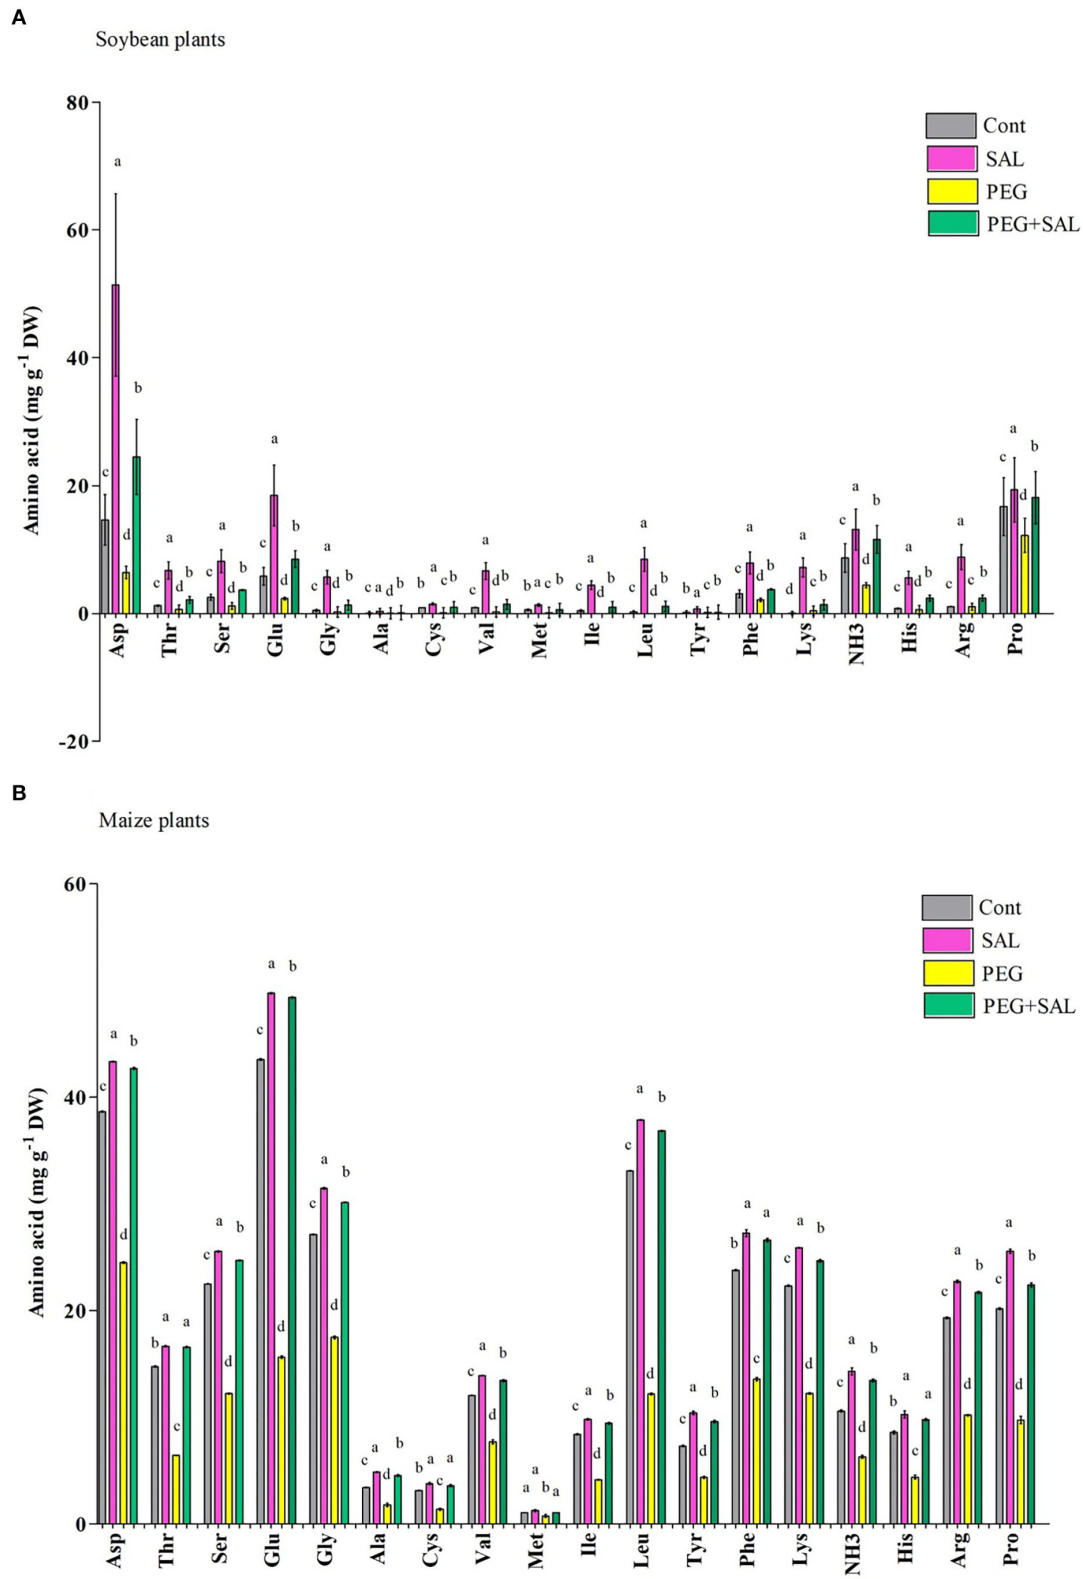 A
Soybean plants
80
60
40
20
0
-20
Amino acid (mg g-1 DW)
Cont
SAL
PEG
PEG+SAL
c a d b
c a d b
c a d b
c a d b
c a d b
c a d b
b a c b
c a d b
b a c b
c a d b
c a d b
b a c b
c a d b
d a c b
c a d b
c a d b
c a d b
c a d b
Asp Thr Ser Glu Gly Ala Cys Val Met Ile Leu Tyr Phe Lys NH3 His Arg Pro
B
Maize plants
60
40
20
0
Amino acid (mg g-1 DW)
Cont
SAL
PEG
PEG+SAL
c a d b
b a c a
c a d b
c a d b
c a d b
c a d b
b a c a
c a d b
a a b a
c a d b
c a d b
c a d b
b a c a
c a d b
c a d b
b a c a
c a d b
c a d b
Asp Thr Ser Glu Gly Ala Cys Val Met Ile Leu Tyr Phe Lys NH3 His Arg Pro